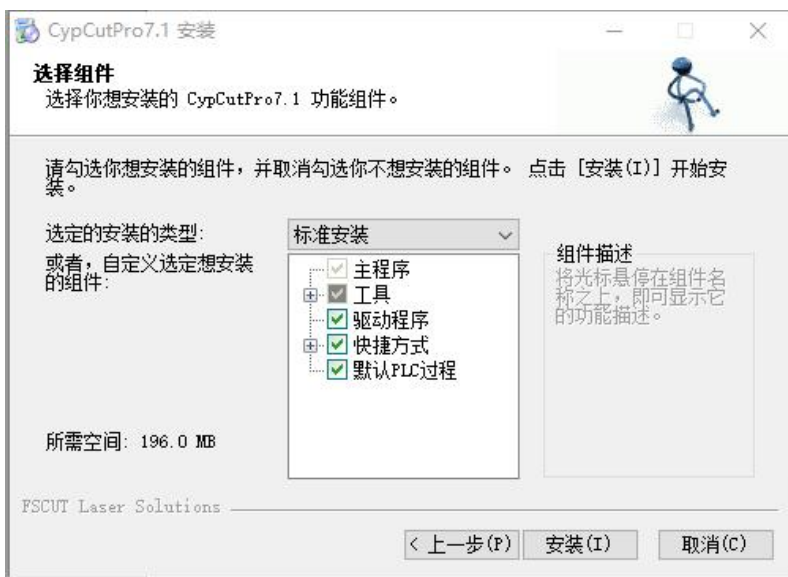 CypCutPro7.1 安装
选择组件
选择你想安装的 CypCutPro7.1 功能组件。
请勾选你想安装的组件，并取消勾选你不想安装的组件。 点击 [安装(I)] 开始安
装。
选定的安装的类型:
标准安装
或者，自定义选定想安装
的组件:
主程序
工具
驱动程序
快捷方式
默认PLC过程
组件描述
将光标悬停在组件名
称之上，即可显示它
的功能描述。
所需空间: 196.0 MB
FSCUT Laser Solutions
< 上一步(P)
安装(I)
取消(C)